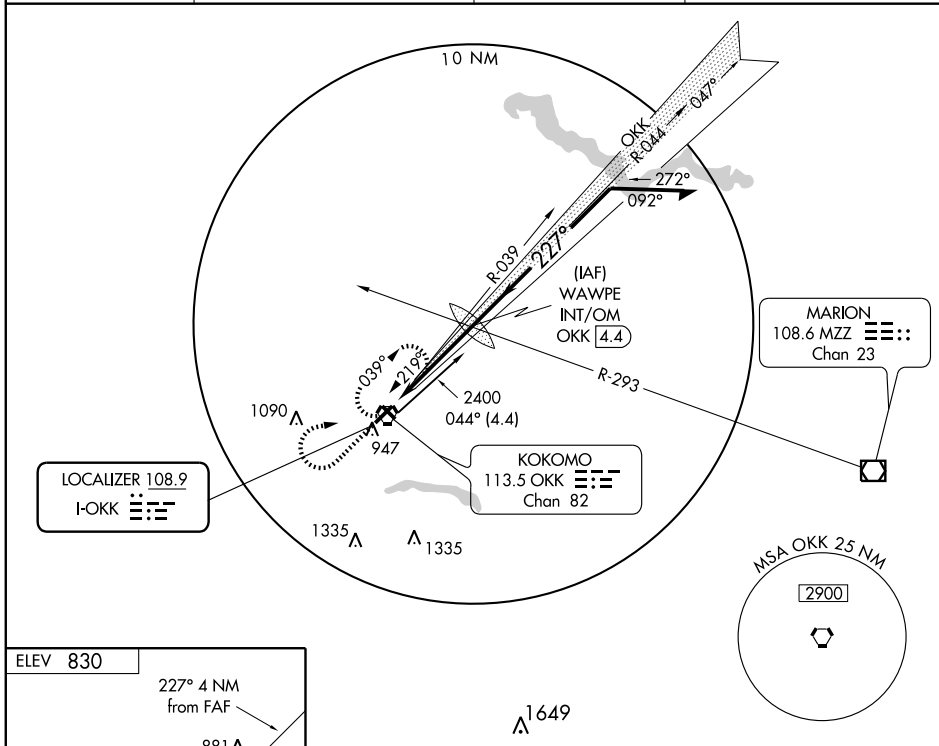 10 NM
OKK
R-044
047°
272°
092°
R-039
227°
(IAF)
WAWPE
INT/OM
OKK 4.4
MARION
108.6 MZZ
Chan 23
R-293
039°
219°
2400
044° (4.4)
1090
947
KOKOMO
113.5 OKK
Chan 82
LOCALIZER 108.9
I-OKK
1335
1335
MSA OKK 25 NM
2900
ELEV 830
227° 4 NM
from FAF
881
1649